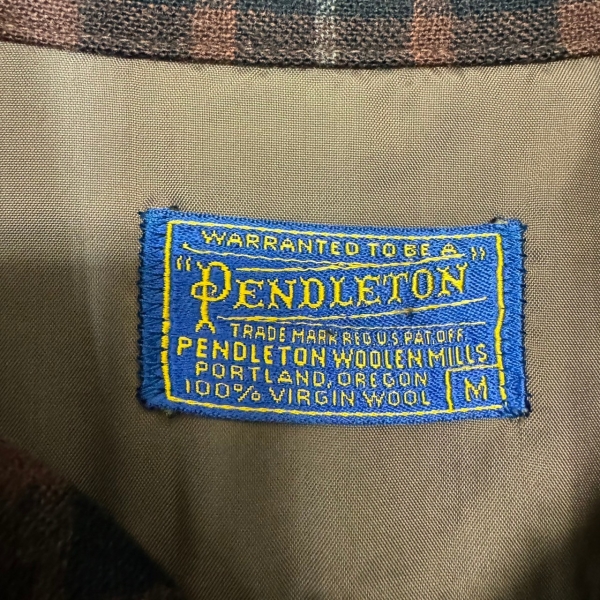 WARRANTED TO BE A
"PENDLETON"
TRADE MARK REG U.S. PAT. OFF.
PENDLETON WOOLEN MILLS
PORTLAND, OREGON
100% VIRGIN WOOL
M